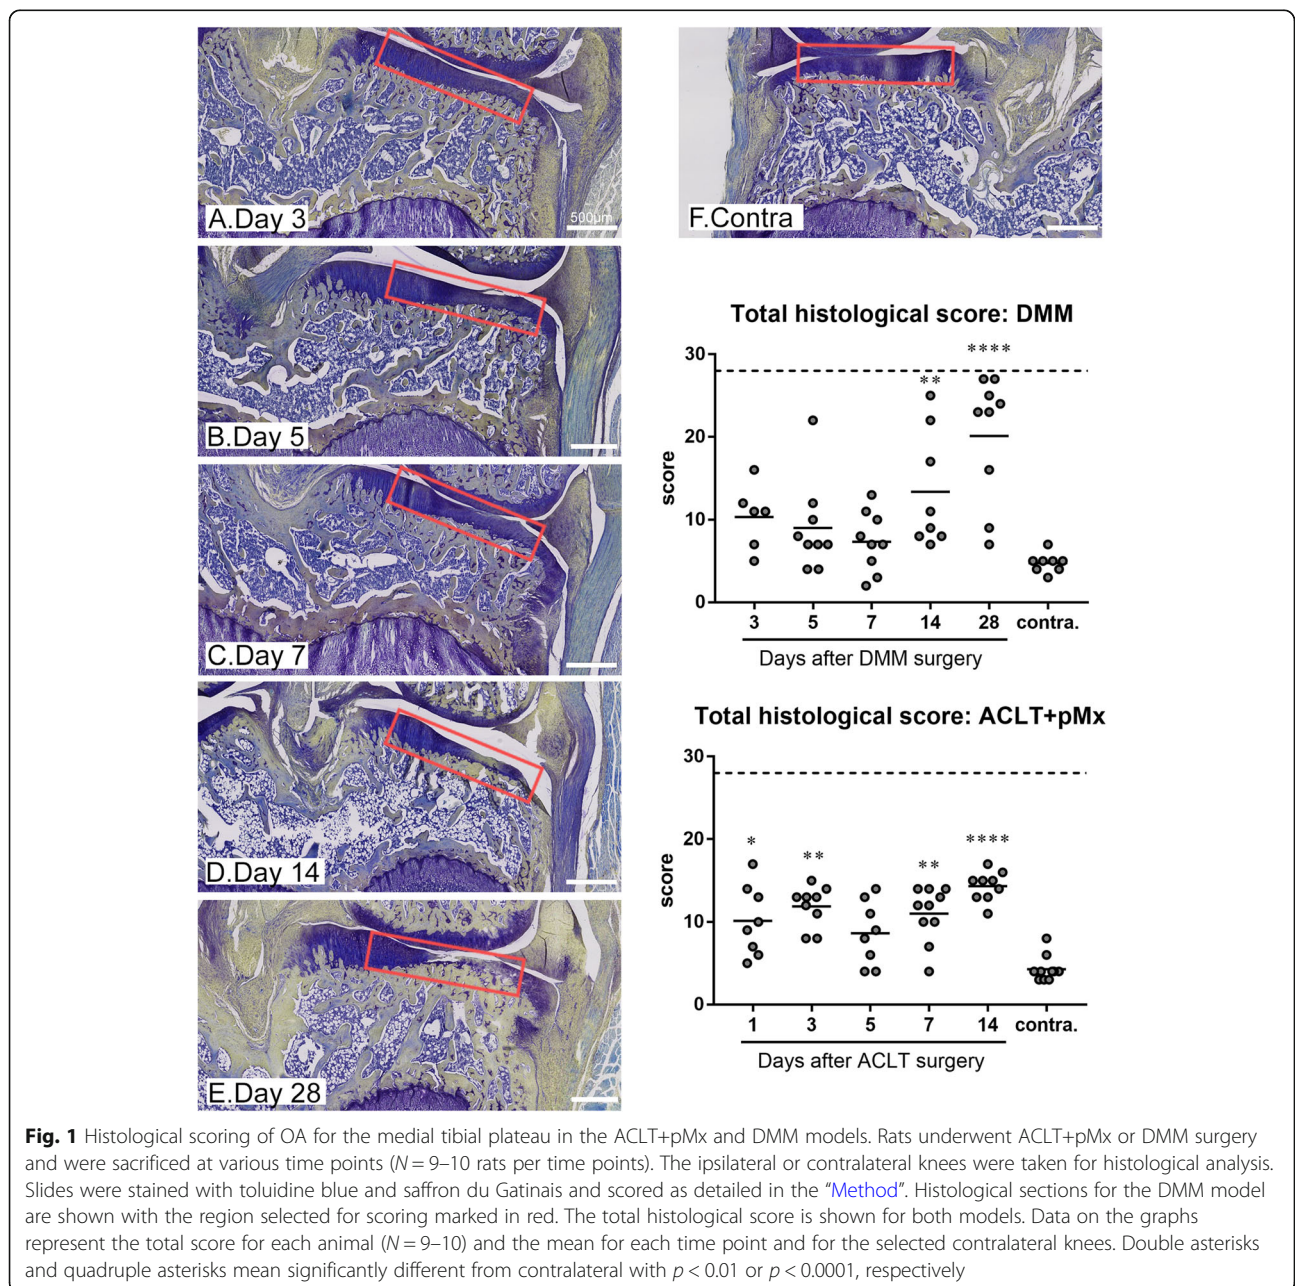 A.Day 3
500µm
B.Day 5
C.Day 7
D.Day 14
E.Day 28
F.Contra
Total histological score: DMM
****
**
30
20
10
0
score
3 5 7 14 28 contra.
Days after DMM surgery
Total histological score: ACLT+pMx
* ** ** ****
30
20
10
0
score
1 3 5 7 14 contra.
Days after ACLT surgery
Fig. 1 Histological scoring of OA for the medial tibial plateau in the ACLT+pMx and DMM models. Rats underwent ACLT+pMx or DMM surgery
and were sacrificed at various time points (N = 9–10 rats per time points). The ipsilateral or contralateral knees were taken for histological analysis.
Slides were stained with toluidine blue and saffron du Gatinais and scored as detailed in the “Method”. Histological sections for the DMM model
are shown with the region selected for scoring marked in red. The total histological score is shown for both models. Data on the graphs
represent the total score for each animal (N = 9–10) and the mean for each time point and for the selected contralateral knees. Double asterisks
and quadruple asterisks mean significantly different from contralateral with p < 0.01 or p < 0.0001, respectively